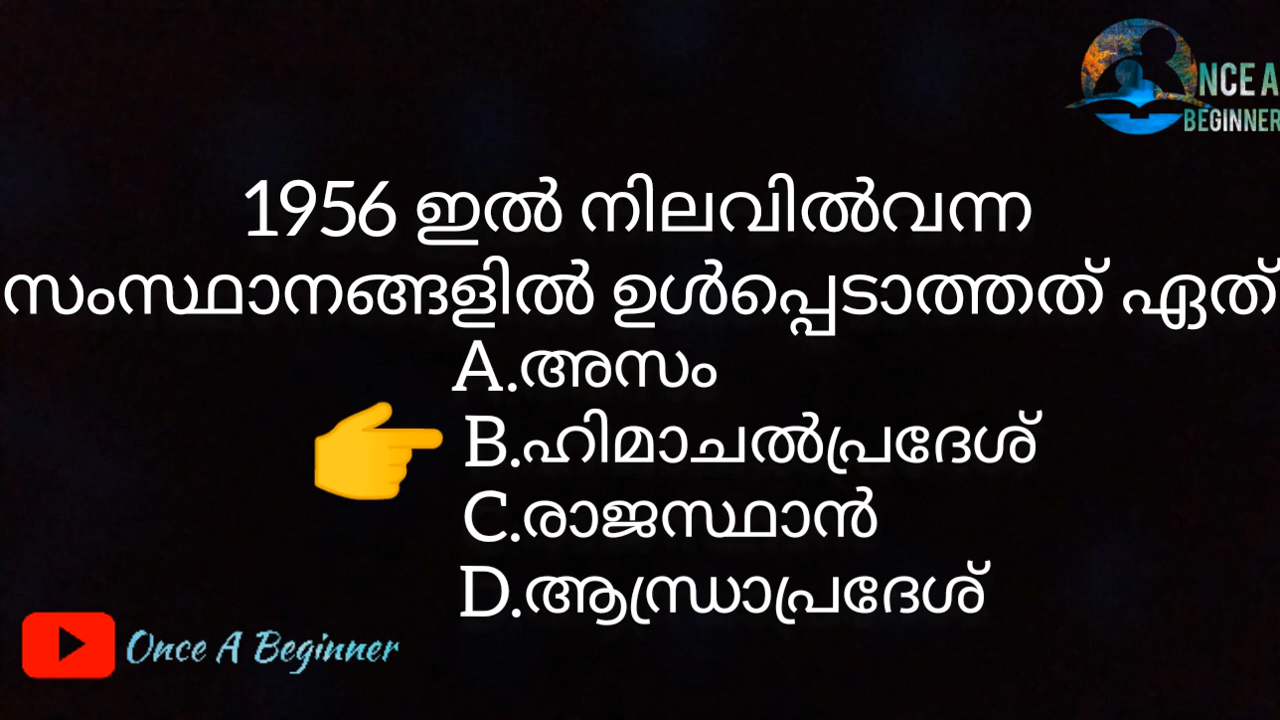 NCE A
BEGINNER
1956 ഇൽ നിലവിൽവന്ന
സംസ്ഥാനങ്ങളിൽ ഉൾപ്പെടാത്തത് ഏത്
A.അസം
B.ഹിമാചൽപ്രദേശ്
C.രാജസ്ഥാൻ
D.ആന്ധ്രാപ്രദേശ്
Once A Beginner